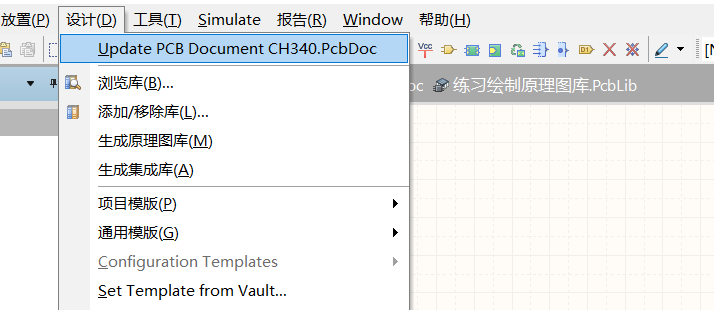 放置(P) 设计(D) 工具(T) Simulate 报告(R) Window 帮助(H)
Update PCB Document CH340.PcbDoc
Vcc D1
浏览库(B)...
oc 练习绘制原理图库.PcbLib
添加/移除库(L)...
生成原理图库(M)
生成集成库(A)
项目模版(P)
通用模版(G)
Configuration Templates
Set Template from Vault...